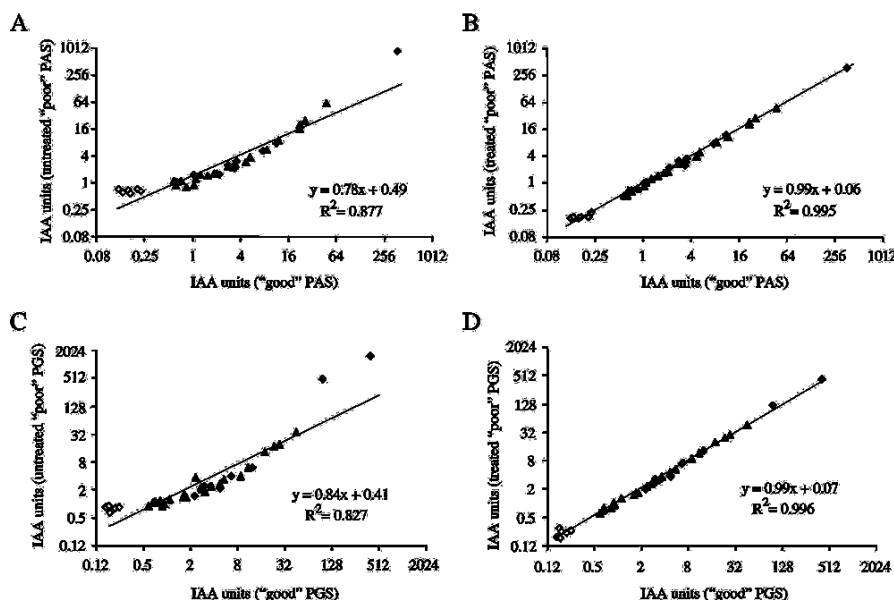 A
IAA units (untreated “poor” PAS)
1012
256
64
16
4
1
0.25
0.08
y = 0.78x + 0.49
R2 = 0.877
0.08 0.25 1 4 16 64 256 1012
IAA units (“good” PAS)
B
IAA units (treated “poor” PAS)
1012
256
64
16
4
1
0.25
0.08
y = 0.99x + 0.06
R2 = 0.995
0.08 0.25 1 4 16 64 256 1012
IAA units (“good” PAS)
C
IAA units (untreated “poor” PGS)
2024
512
128
32
8
2
0.5
0.12
y = 0.84x + 0.41
R2 = 0.827
0.12 0.5 2 8 32 128 512 2024
IAA units (“good” PGS)
D
IAA units (treated “poor” PGS)
2024
512
128
32
8
2
0.5
0.12
y = 0.99x + 0.07
R2 = 0.996
0.12 0.5 2 8 32 128 512 2024
IAA units (“good” PGS)